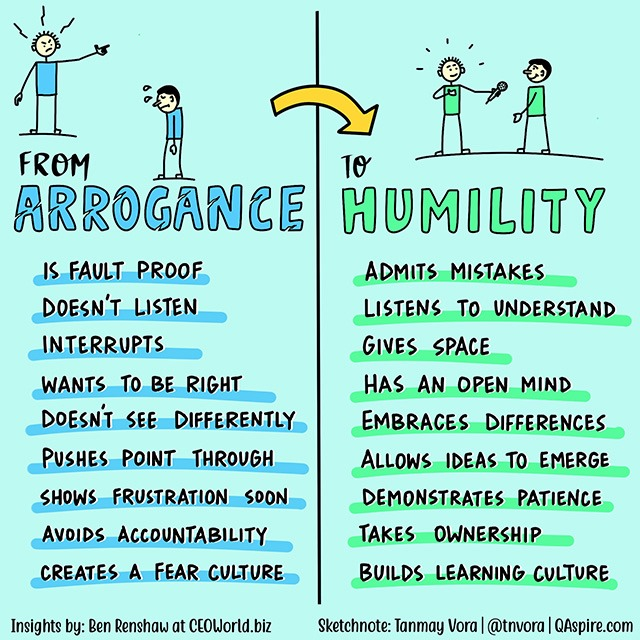 FROM
ARROGANCE
IS FAULT PROOF
DOESN'T LISTEN
INTERRUPTS
WANTS TO BE RIGHT
DOESN'T SEE DIFFERENTLY
PUSHES POINT THROUGH
SHOWS FRUSTRATION SOON
AVOIDS ACCOUNTABILITY
CREATES A FEAR CULTURE
TO
HUMILITY
ADMITS MISTAKES
LISTENS TO UNDERSTAND
GIVES SPACE
HAS AN OPEN MIND
EMBRACES DIFFERENCES
ALLOWS IDEAS TO EMERGE
DEMONSTRATES PATIENCE
TAKES OWNERSHIP
BUILDS LEARNING CULTURE
Insights by: Ben Renshaw at CEOWorld.biz
Sketchnote: Tanmay Vora | @tnvora | QAspire.com